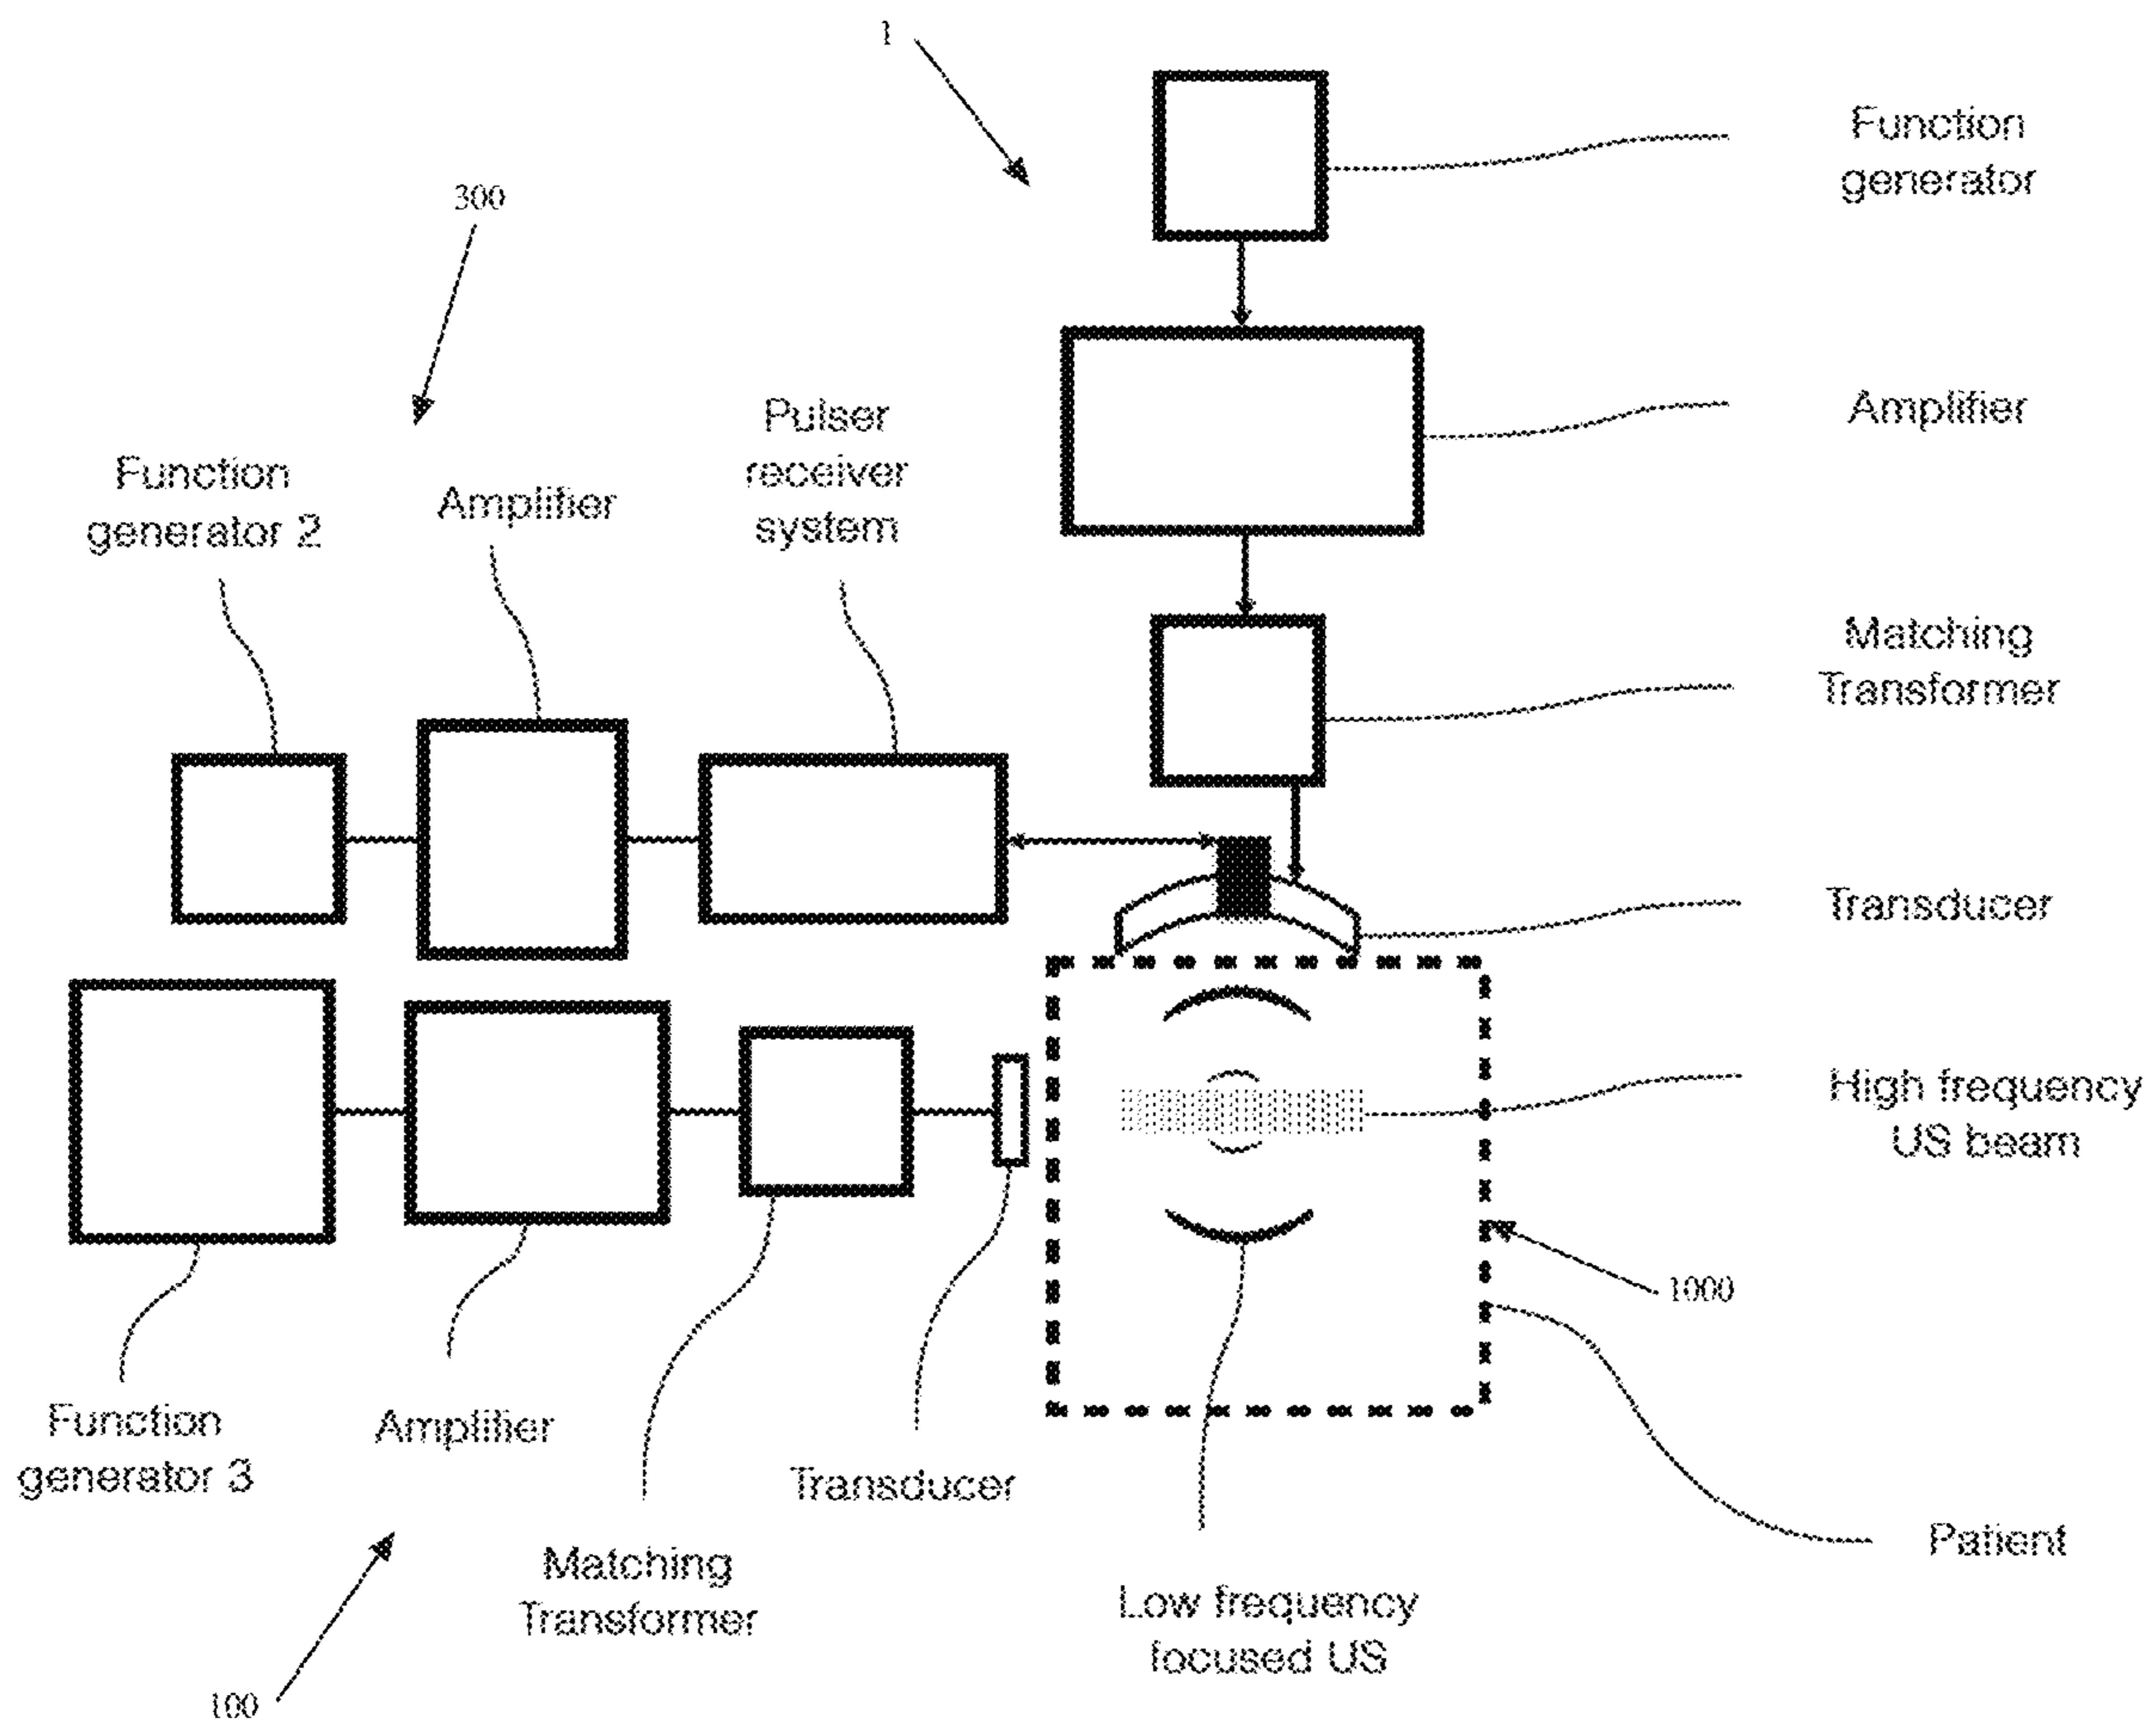 1
Function
generator
300
Pulser
receiver
system
Amplifier
Function
generator 2
Amplifier
Matching
Transformer
Transducer
High frequency
US beam
1000
Function
generator 3
Amplifier
Transducer
Matching
Transformer
Low frequency
focused US
Patient
100